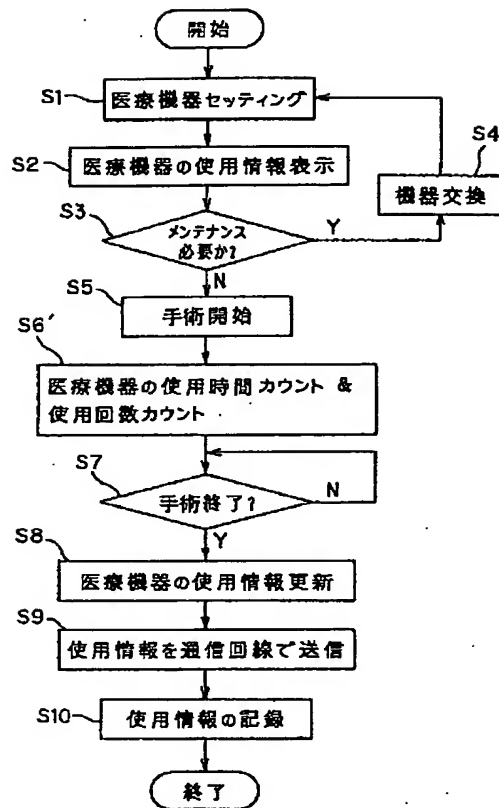 開始
S1
医療機器セッティング
S2
医療機器の使用情報表示
S3
メンテナンス
必要か?
Y
S4
機器交換
N
S5
手術開始
S6'
医療機器の使用時間カウント &
使用回数カウント
S7
手術終了?
N
Y
S8
医療機器の使用情報更新
S9
使用情報を通信回線で送信
S10
使用情報の記録
終了